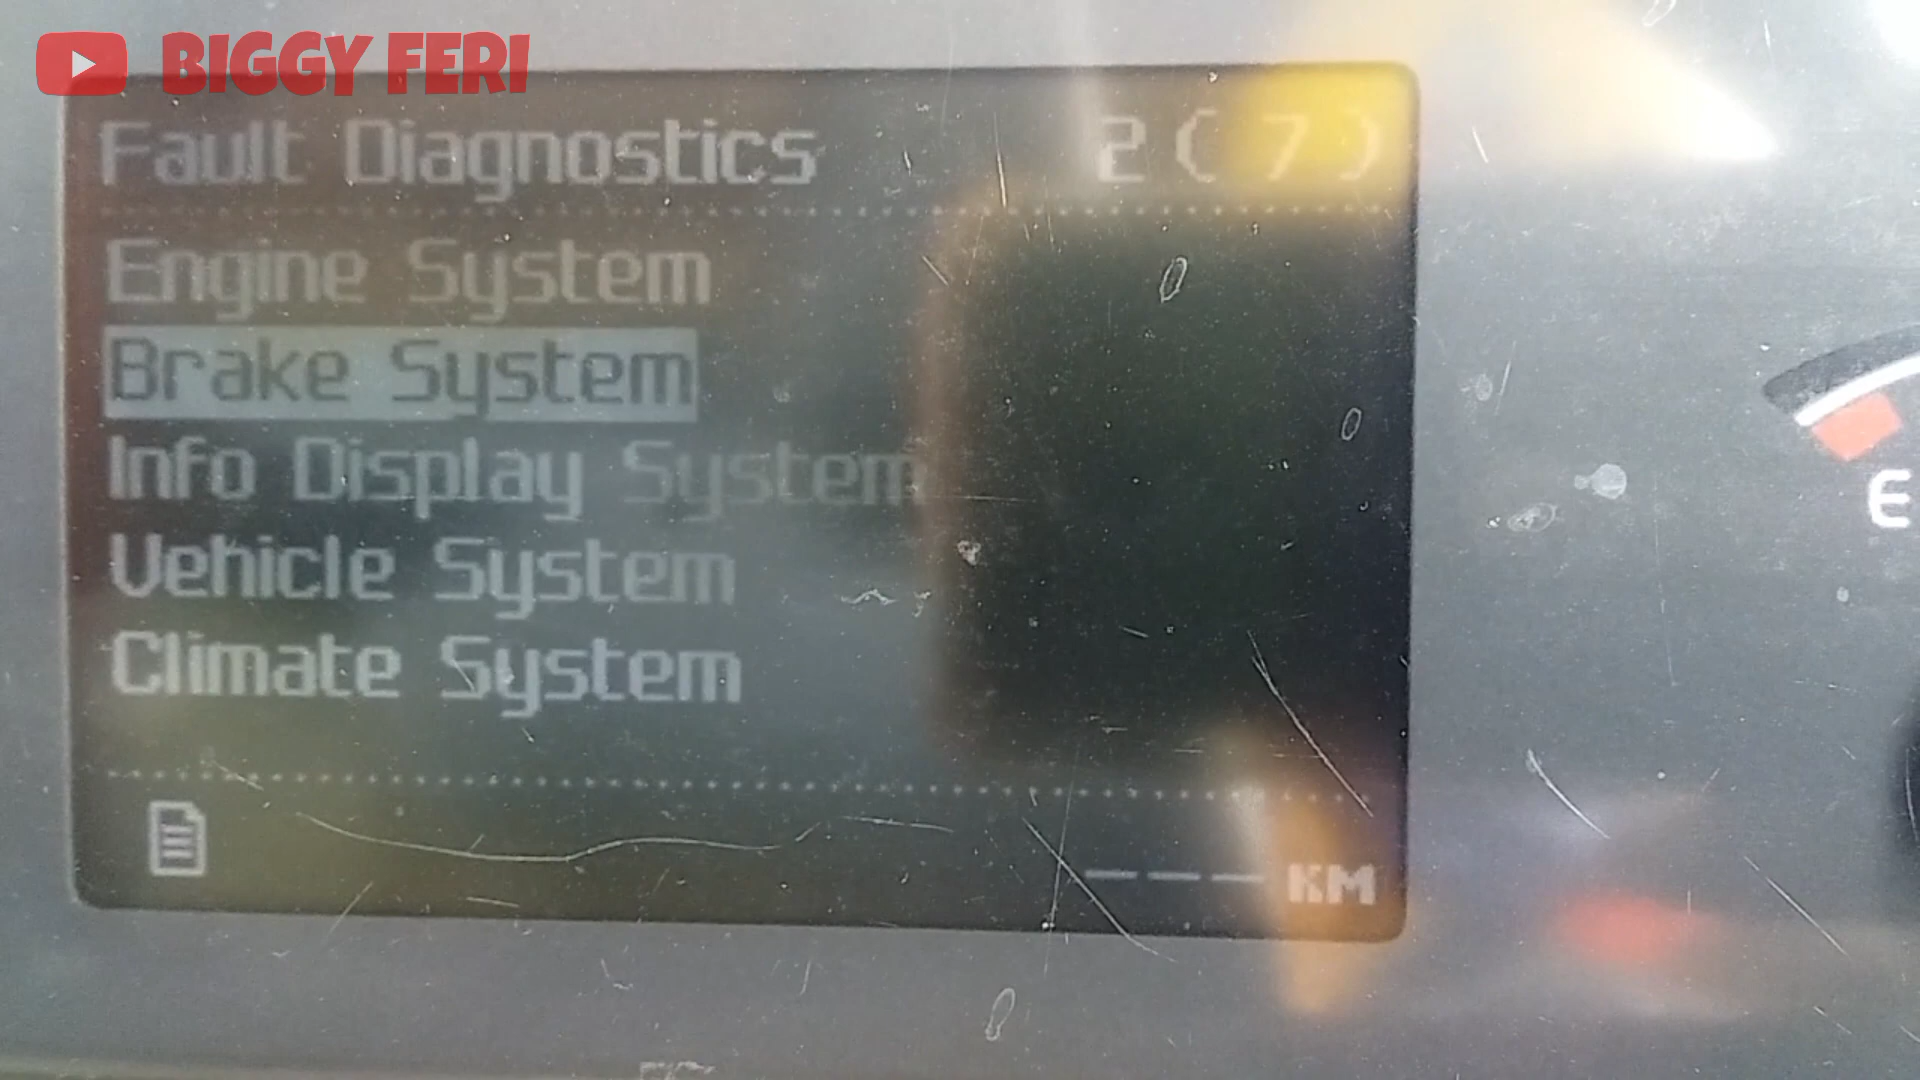 BIGGY FERI
Fault Diagnostics 2(7)
Engine System
Brake System
Info Display System
Vehicle System
Climate System
--- KM
E